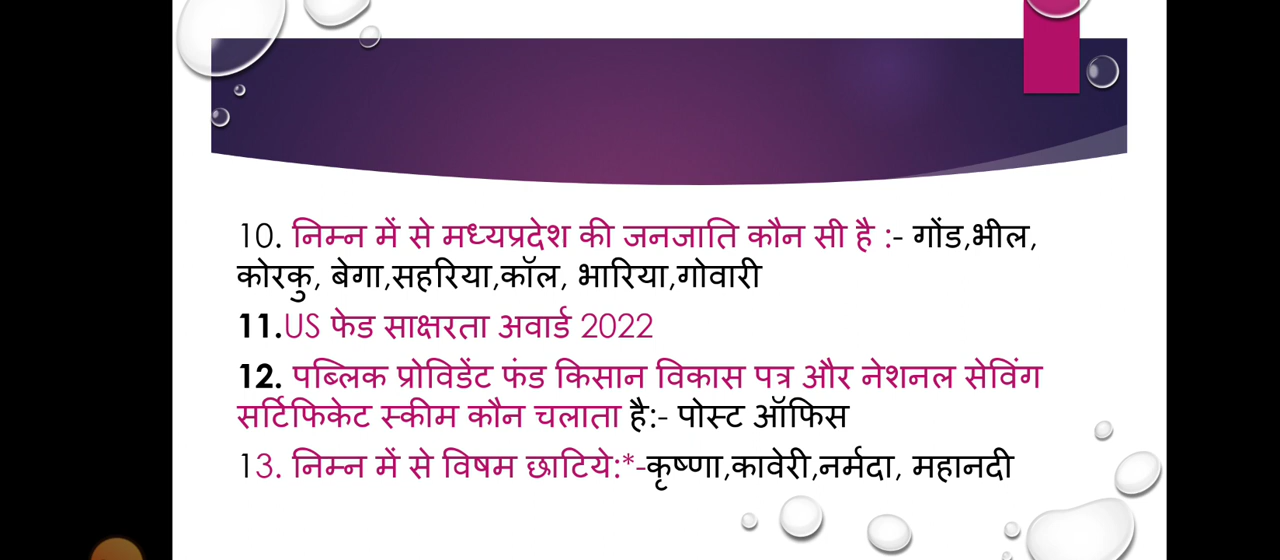 10. निम्न में से मध्यप्रदेश की जनजाति कौन सी है :- गोंड,भील,
कोरकु, बेगा,सहरिया,कॉल, भारिया,गोवारी
11.US फेड साक्षरता अवार्ड 2022
12. पब्लिक प्रोविडेंट फंड किसान विकास पत्र और नेशनल सेविंग
सर्टिफिकेट स्कीम कौन चलाता है:- पोस्ट ऑफिस
13. निम्न में से विषम छाटिये:*-कृष्णा,कावेरी,नर्मदा, महानदी